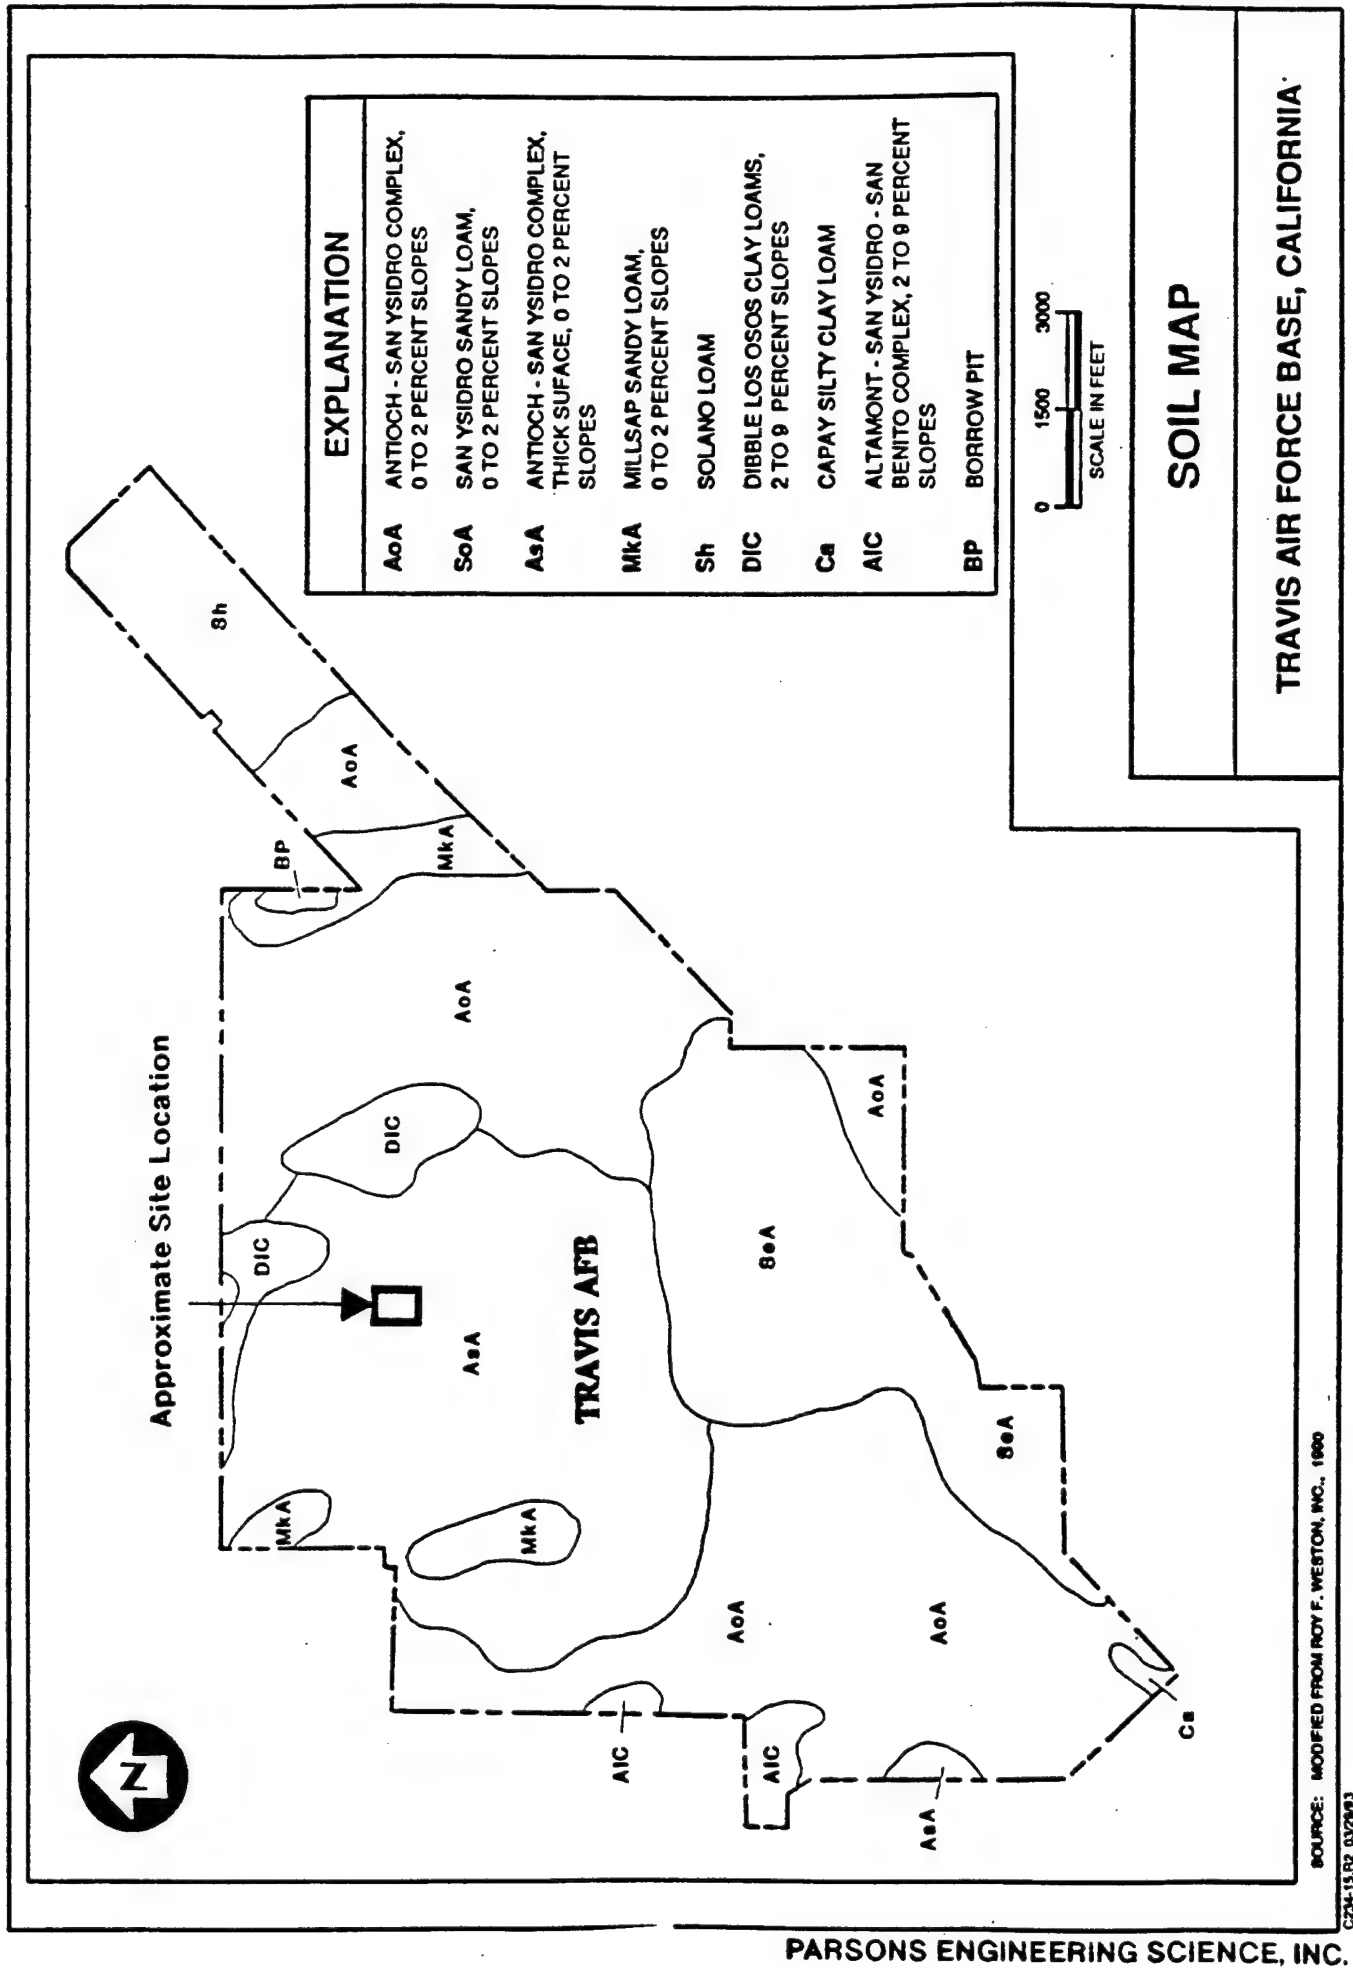 Approximate Site Location
N
MkA
DIC
DIC
BP
Sh
AoA
MkA
AoA
MkA
AsA
TRAVIS AFB
AIC
AoA
SoA
AIC
AoA
AoA
AsA
SoA
Ca
EXPLANATION
AoA ANTIOCH - SAN YSIDRO COMPLEX,
0 TO 2 PERCENT SLOPES
SoA SAN YSIDRO SANDY LOAM,
0 TO 2 PERCENT SLOPES
AsA ANTIOCH - SAN YSIDRO COMPLEX,
THICK SUFACE, 0 TO 2 PERCENT
SLOPES
MkA MILLSAP SANDY LOAM,
0 TO 2 PERCENT SLOPES
Sh SOLANO LOAM
DIC DIBBLE LOS OSOS CLAY LOAMS,
2 TO 9 PERCENT SLOPES
Ca CAPAY SILTY CLAY LOAM
AIC ALTAMONT - SAN YSIDRO - SAN
BENITO COMPLEX, 2 TO 9 PERCENT
SLOPES
BP BORROW PIT
0 1500 3000
SCALE IN FEET
SOIL MAP
TRAVIS AIR FORCE BASE, CALIFORNIA
SOURCE: MODIFIED FROM ROY F. WESTON, INC., 1990
C234-15.R2 03/29/93
PARSONS ENGINEERING SCIENCE, INC.